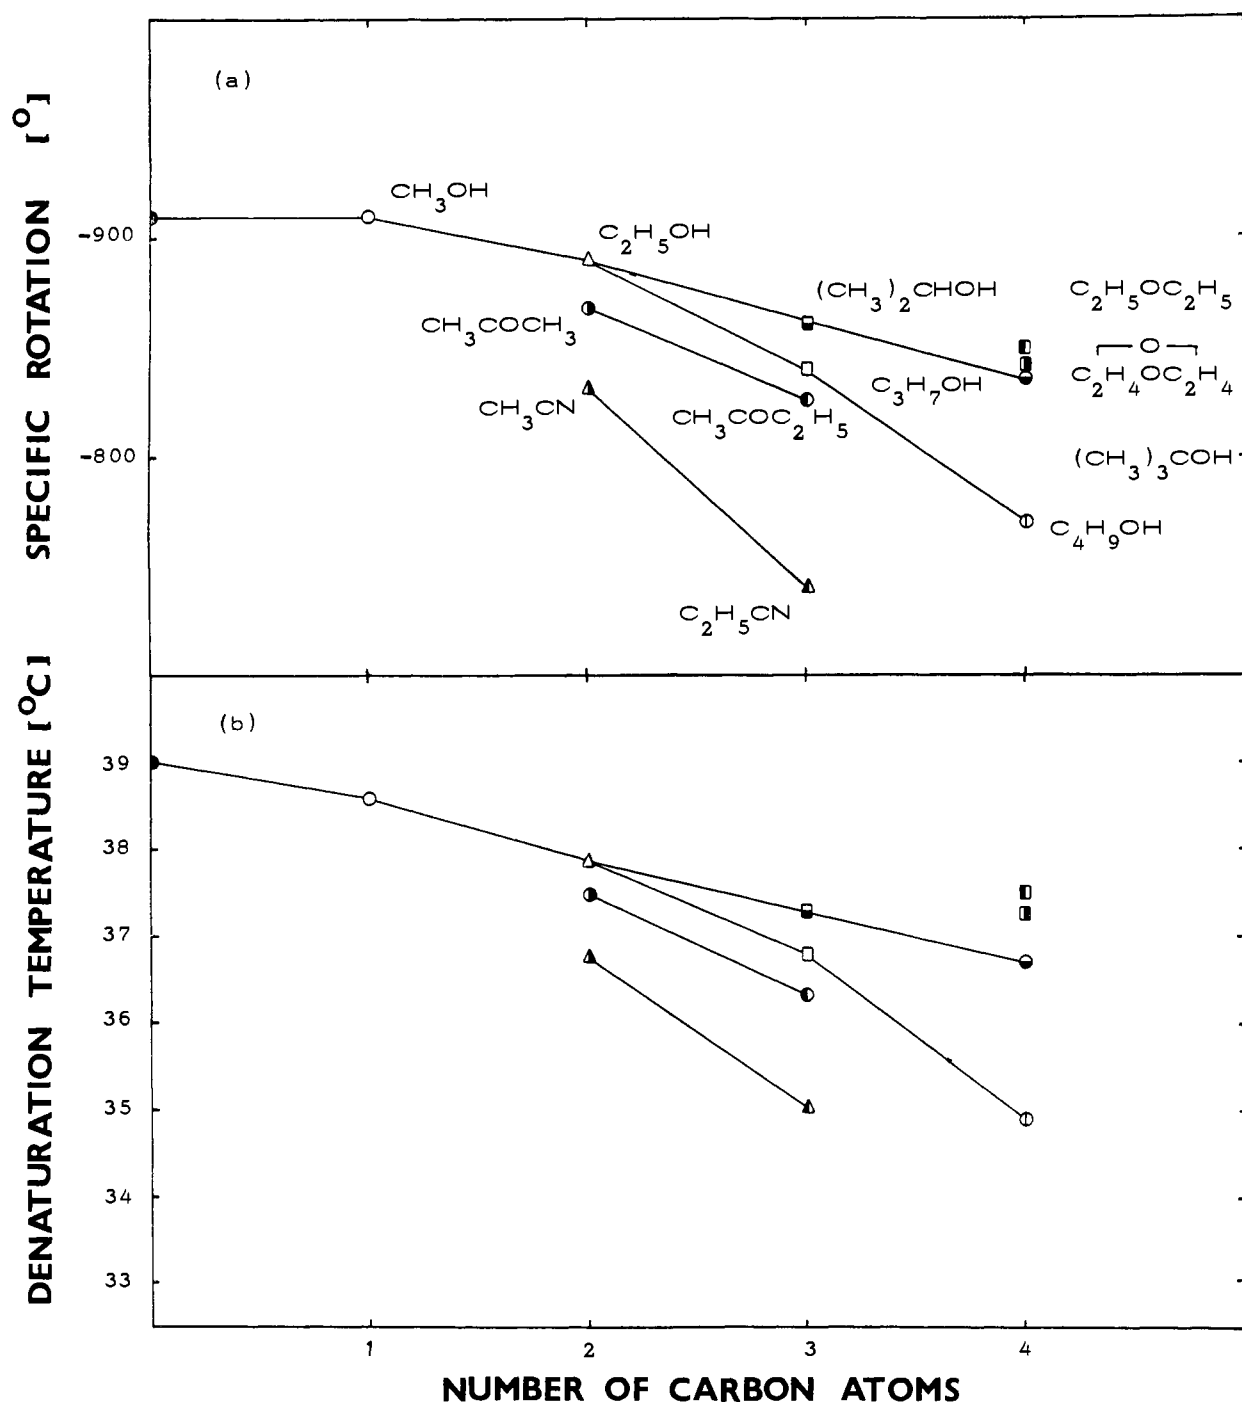 SPECIFIC ROTATION [°]
(a)
CH₃OH
-900
C₂H₅OH
(CH₃)₂CHOH
C₂H₅OC₂H₅
CH₃COCH₃
O
C₂H₄OC₂H₄
C₃H₇OH
CH₃CN
CH₃COC₂H₅
-800
(CH₃)₃COH
C₄H₉OH
C₂H₅CN
DENATURATION TEMPERATURE [°C]
(b)
39
38
37
36
35
34
33
1 2 3 4
NUMBER OF CARBON ATOMS